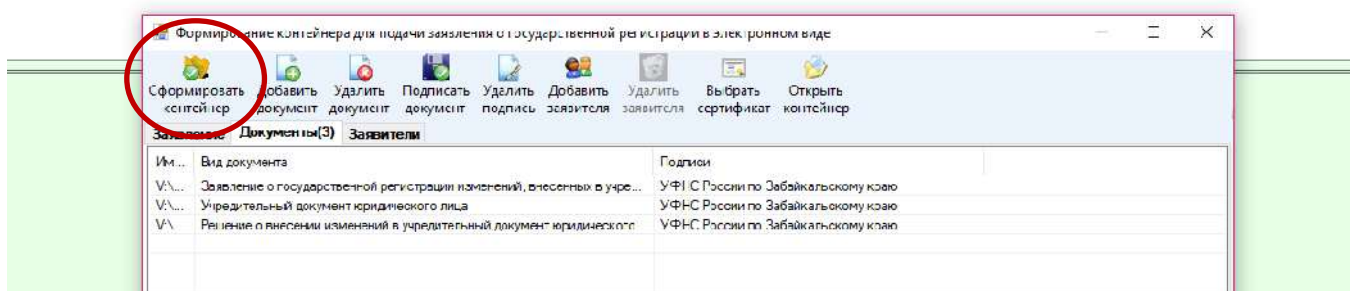 Формирование контейнера для подачи заявления о государственной регистрации в электронном виде
Сформировать контейнер Добавить документ Удалить документ Подписать документ Удалить подпись Добавить заявителя Удалить заявителя Выбрать сертификат Открыть контейнер
Заявление Документы(3) Заявители
Им... Вид документа Подписи
V:\... Заявление о государственной регистрации изменений, внесенных в учре... УФНС России по Забайкальскому краю
V:\... Учредительный документ юридического лица УФНС России по Забайкальскому краю
V:\ Решение о внесении изменений в учредительный документ юридического УФНС России по Забайкальскому краю